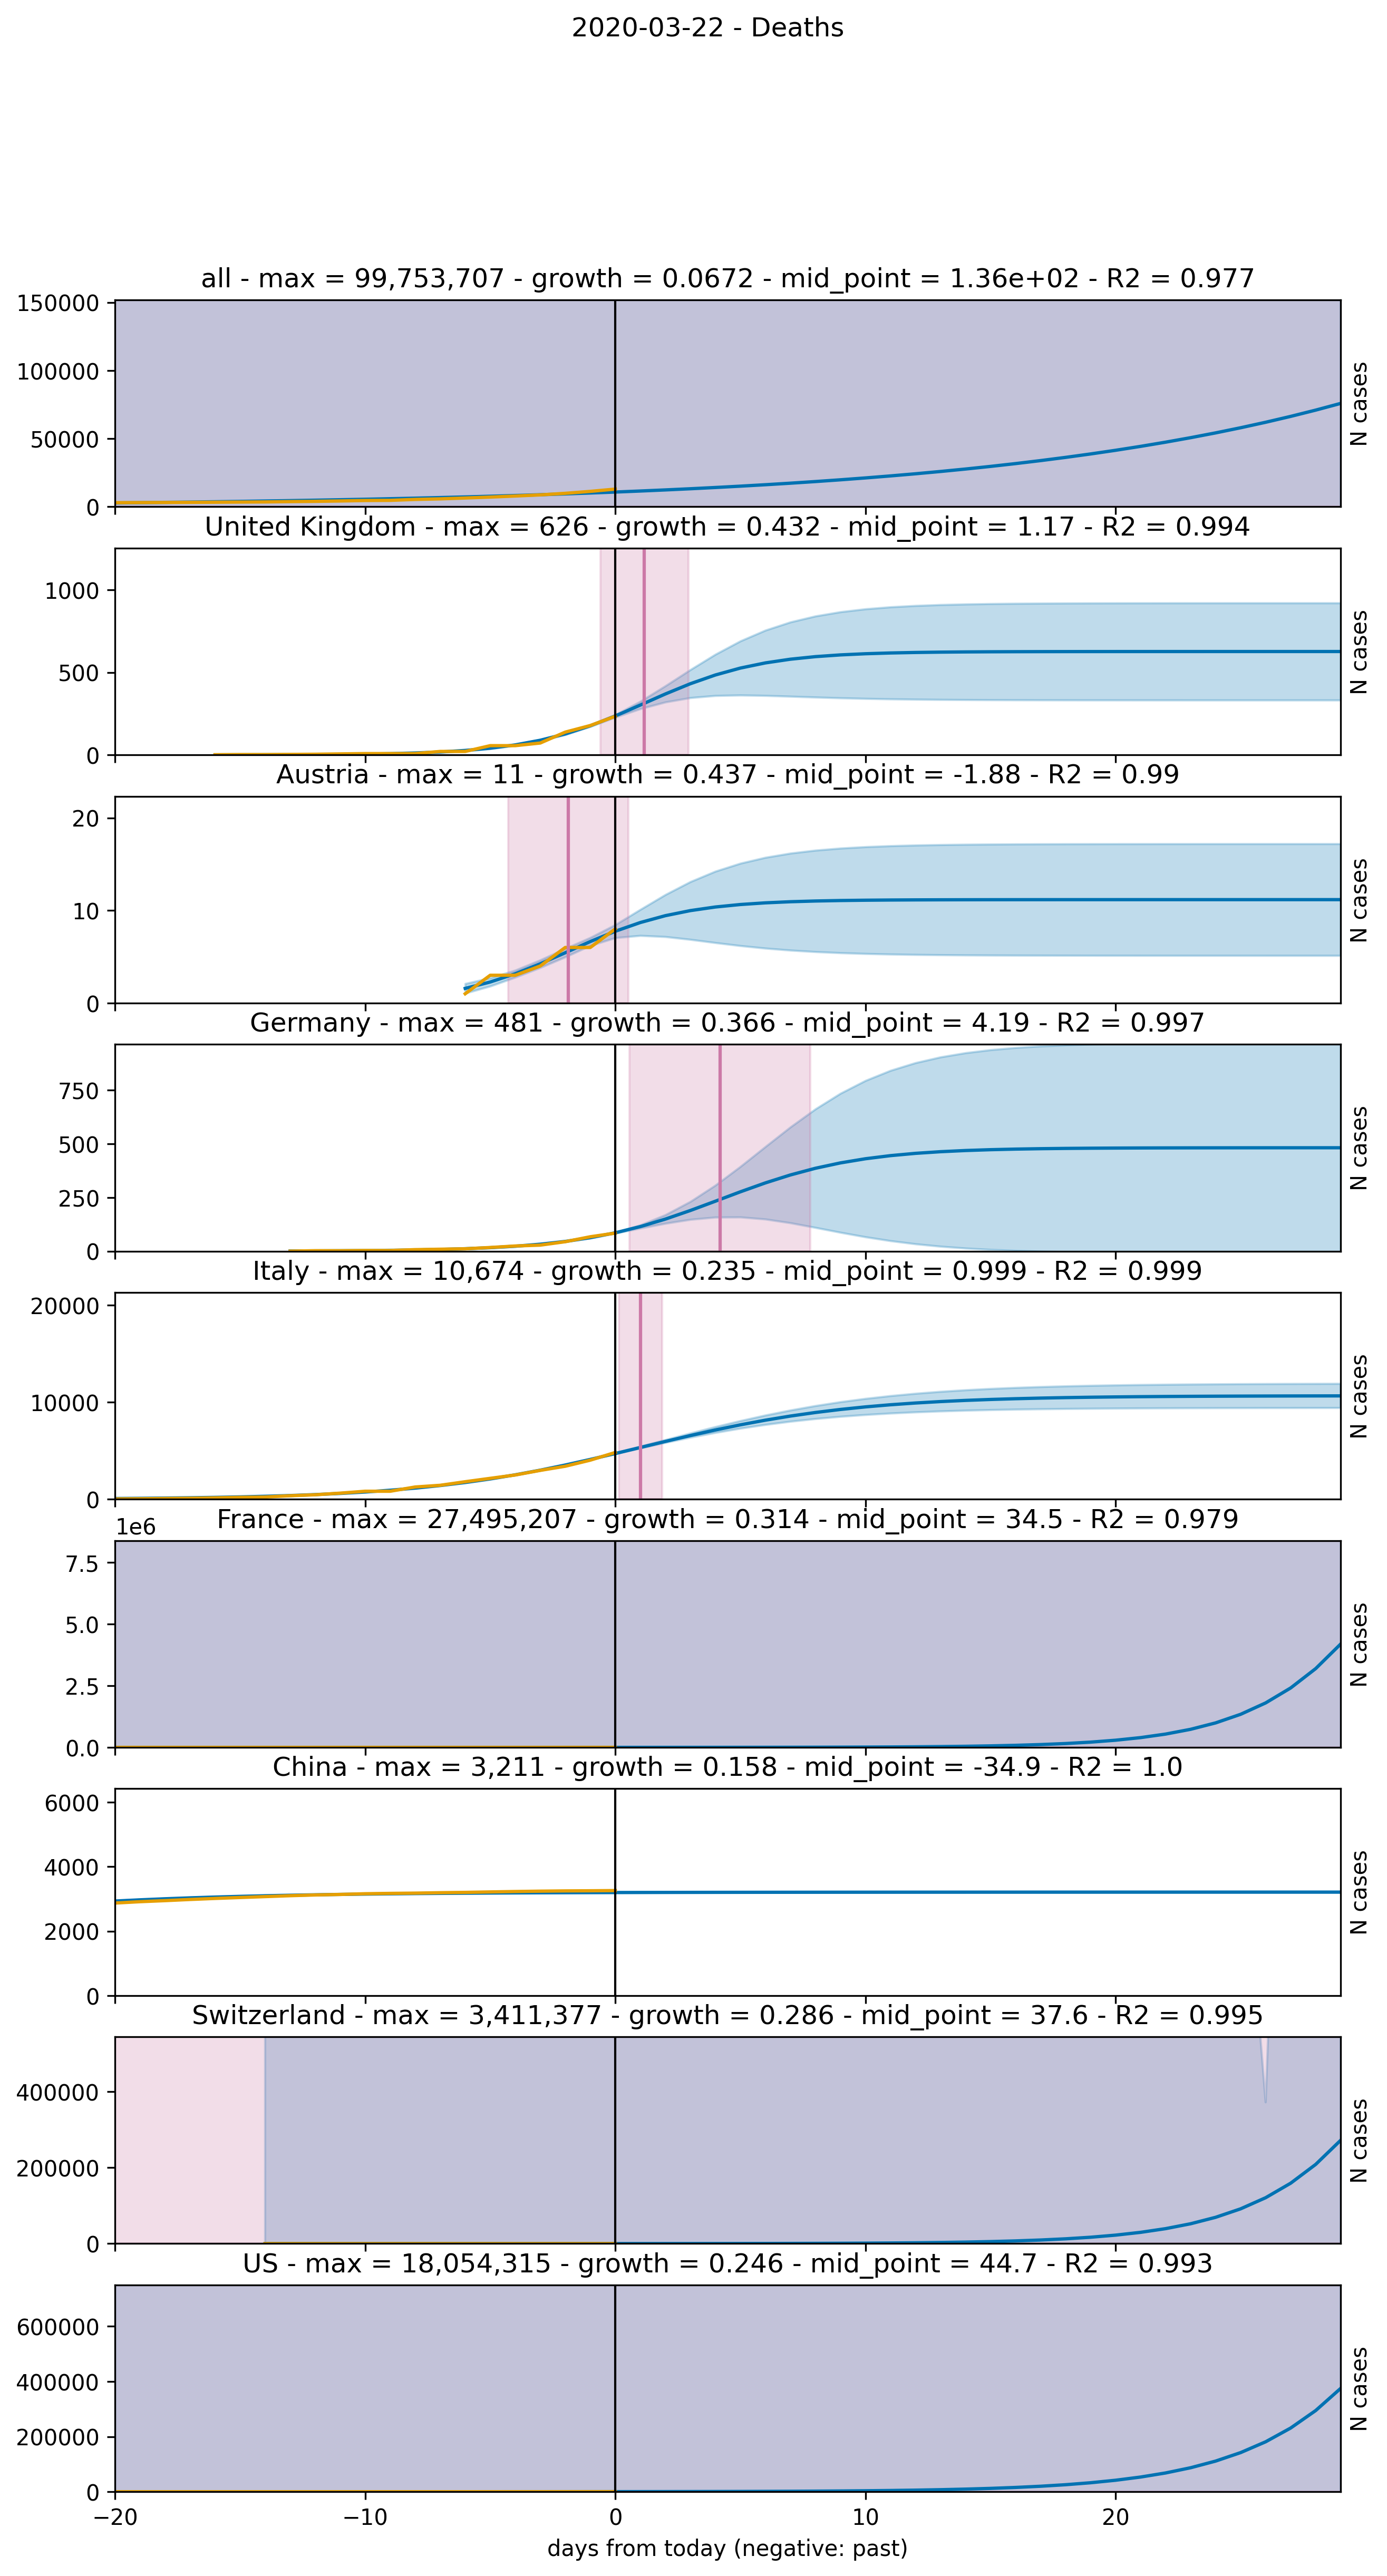 2020-03-22 - Deaths
all - max = 99,753,707 - growth = 0.0672 - mid_point = 1.36e+02 - R2 = 0.977
150000
100000
50000
0
N cases
United Kingdom - max = 626 - growth = 0.432 - mid_point = 1.17 - R2 = 0.994
1000
500
0
N cases
Austria - max = 11 - growth = 0.437 - mid_point = -1.88 - R2 = 0.99
20
10
0
N cases
Germany - max = 481 - growth = 0.366 - mid_point = 4.19 - R2 = 0.997
750
500
250
0
N cases
Italy - max = 10,674 - growth = 0.235 - mid_point = 0.999 - R2 = 0.999
20000
10000
0
N cases
1e6
France - max = 27,495,207 - growth = 0.314 - mid_point = 34.5 - R2 = 0.979
7.5
5.0
2.5
0.0
N cases
China - max = 3,211 - growth = 0.158 - mid_point = -34.9 - R2 = 1.0
6000
4000
2000
0
N cases
Switzerland - max = 3,411,377 - growth = 0.286 - mid_point = 37.6 - R2 = 0.995
400000
200000
0
N cases
US - max = 18,054,315 - growth = 0.246 - mid_point = 44.7 - R2 = 0.993
600000
400000
200000
0
N cases
−20 −10 0 10 20
days from today (negative: past)